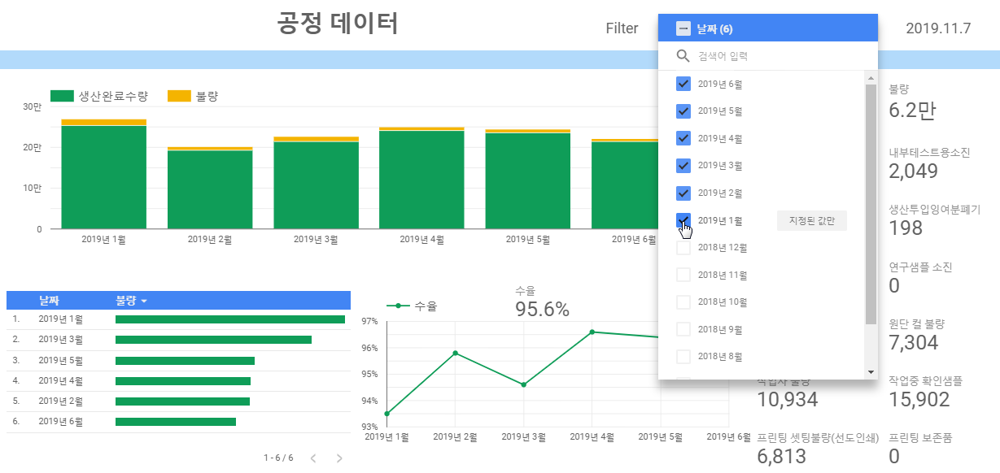 공정 데이터
Filter
날짜 (6)
2019.11.7
검색어 입력
2019년 6월
2019년 5월
2019년 4월
2019년 3월
2019년 2월
2019년 1월
지정된 값만
2018년 12월
2018년 11월
2018년 10월
2018년 9월
2018년 8월
생산완료수량
불량
30만
20만
10만
0
2019년 1월
2019년 2월
2019년 3월
2019년 4월
2019년 5월
2019년 6월
불량
6.2만
내부테스트용소진
2,049
생산투입잉여분폐기
198
연구샘플 소진
0
원단 컬 불량
7,304
작업자 불량
10,934
작업중 확인샘플
15,902
프린팅 셋팅불량(선도인쇄)
6,813
프린팅 보존품
0
날짜 불량
1. 2019년 1월
2. 2019년 3월
3. 2019년 5월
4. 2019년 4월
5. 2019년 2월
6. 2019년 6월
1 - 6 / 6
수율
수율
95.6%
97%
96%
95%
94%
93%
2019년 1월
2019년 2월
2019년 3월
2019년 4월
2019년 5월
2019년 6월